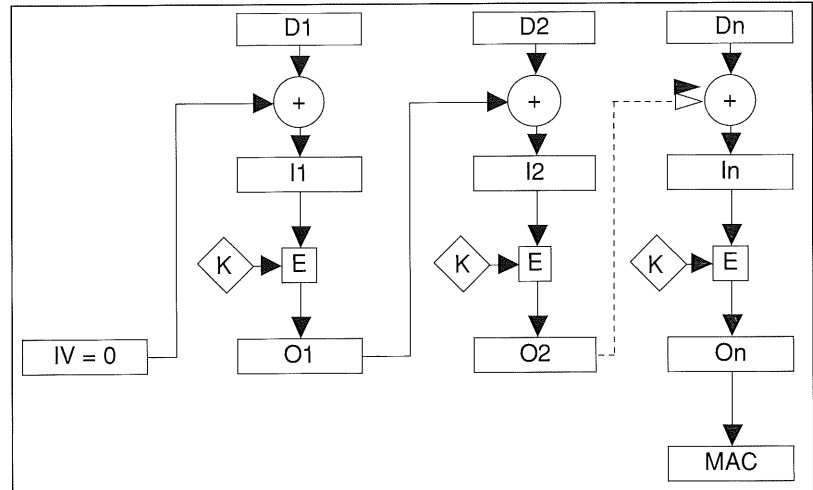 D1
D2
Dn
+
+
+
I1
I2
In
K
E
K
E
K
E
IV = 0
O1
O2
On
MAC